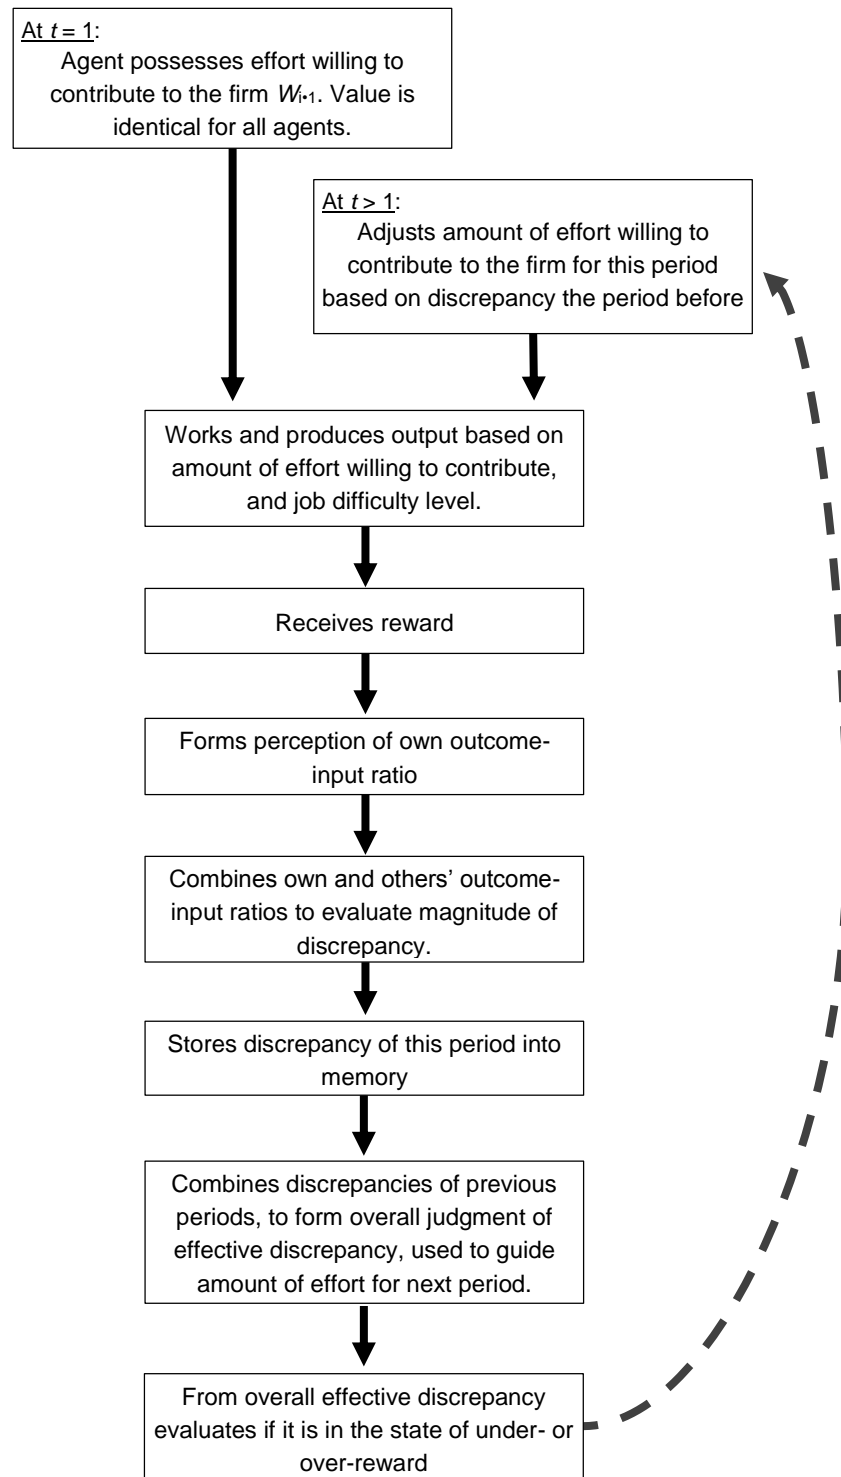 At t = 1:
Agent possesses effort willing to
contribute to the firm Wi•1. Value is
identical for all agents.
At t > 1:
Adjusts amount of effort willing to
contribute to the firm for this period
based on discrepancy the period before
Works and produces output based on
amount of effort willing to contribute,
and job difficulty level.
Receives reward
Forms perception of own outcome-
input ratio
Combines own and others’ outcome-
input ratios to evaluate magnitude of
discrepancy.
Stores discrepancy of this period into
memory
Combines discrepancies of previous
periods, to form overall judgment of
effective discrepancy, used to guide
amount of effort for next period.
From overall effective discrepancy
evaluates if it is in the state of under- or
over-reward